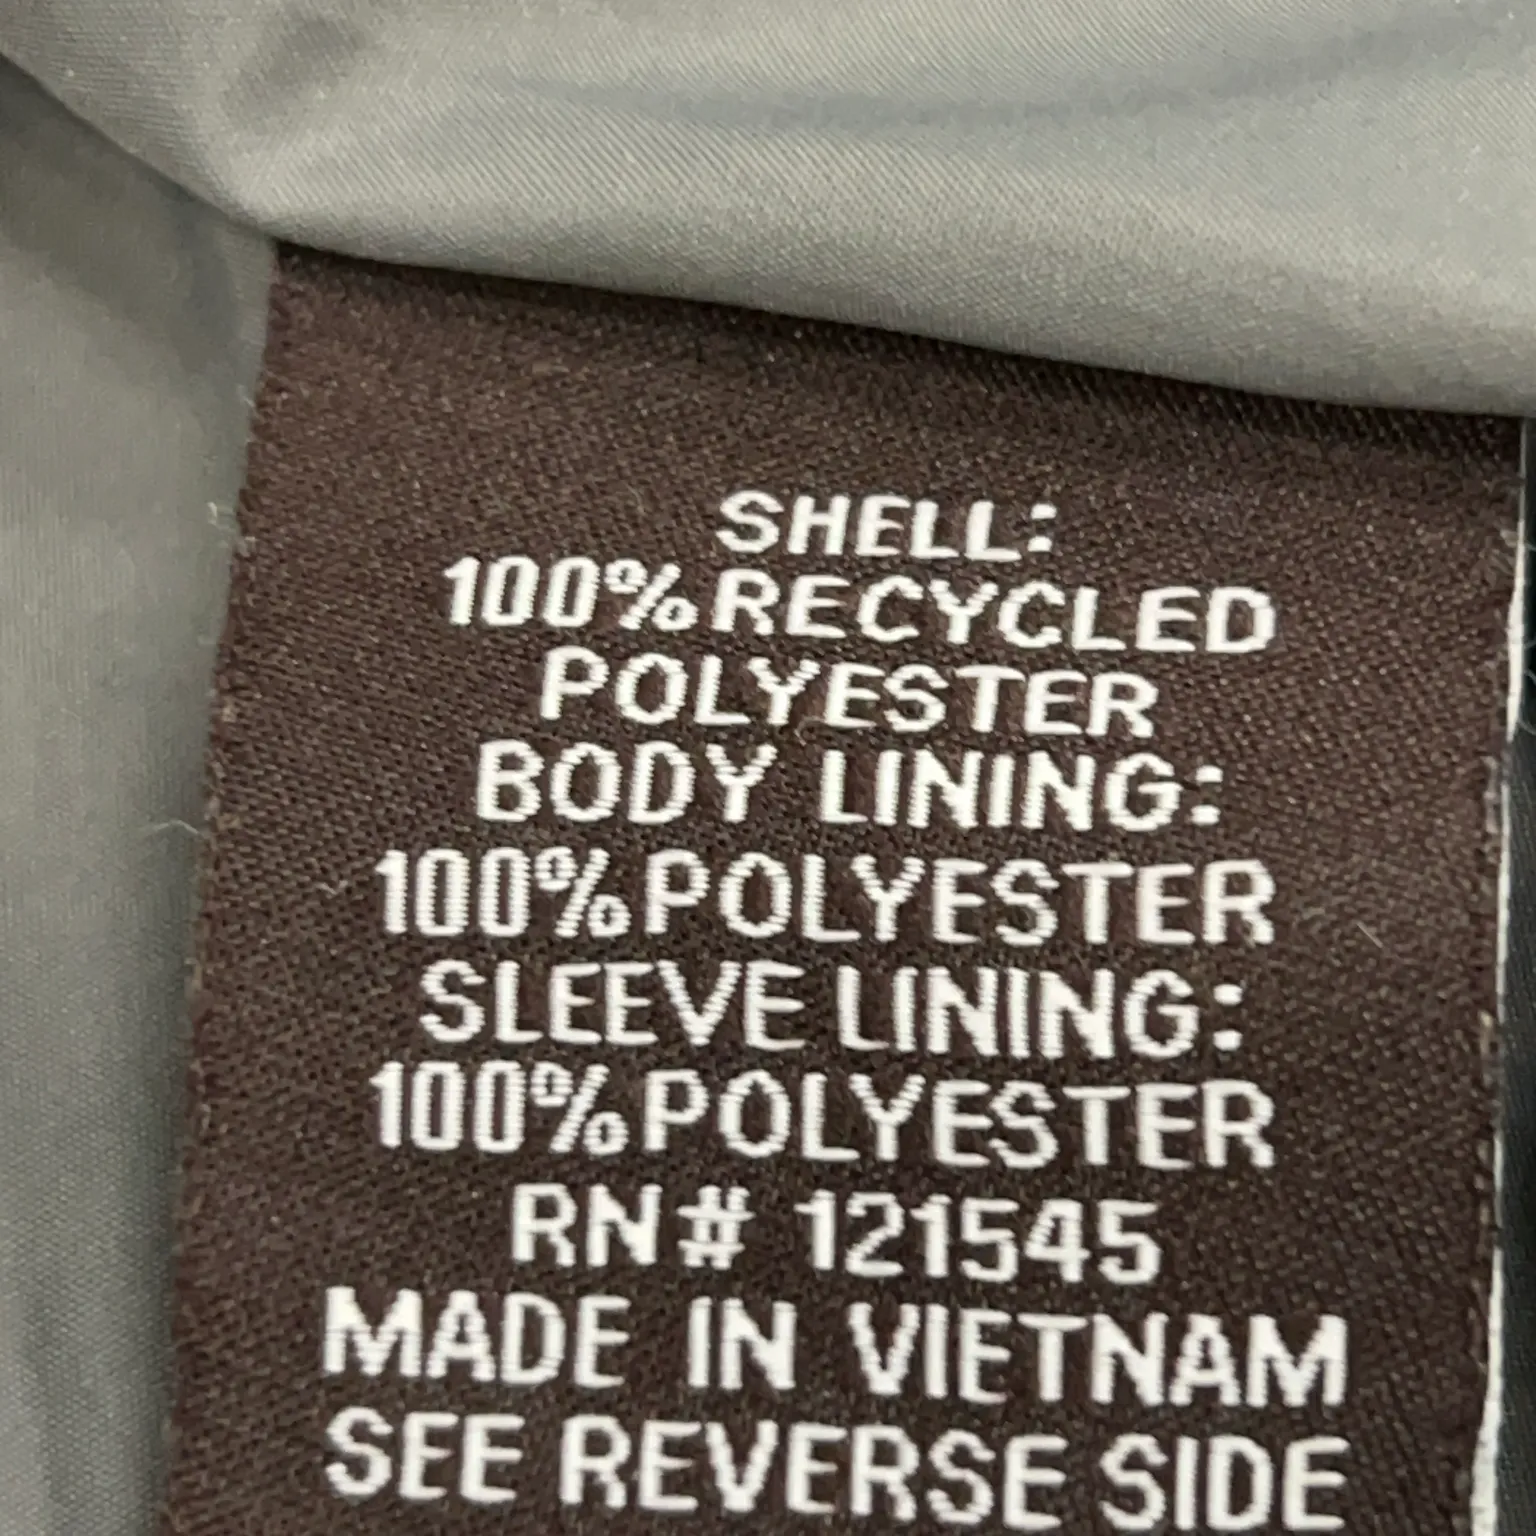 SHELL:
100% RECYCLED
POLYESTER
BODY LINING:
100% POLYESTER
SLEEVE LINING:
100% POLYESTER
RN# 121545
MADE IN VIETNAM
SEE REVERSE SIDE